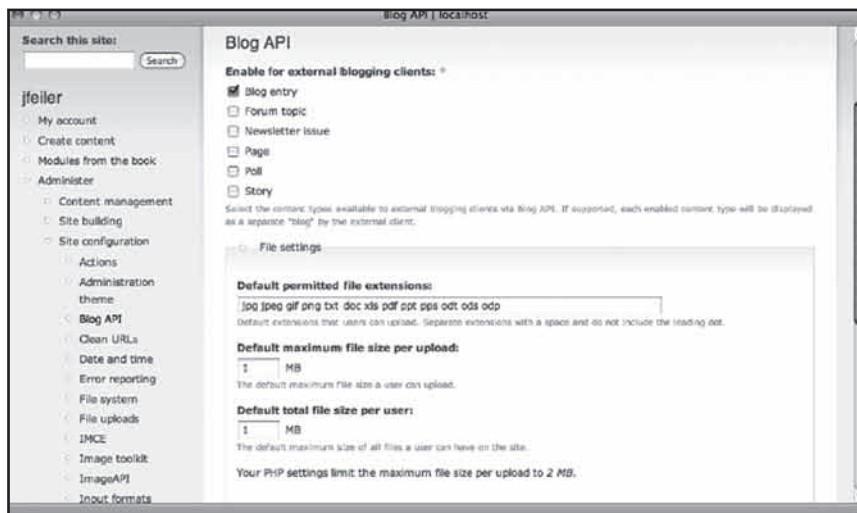 Blog API | localhost
Search this site:
Search
jfeiler
My account
Create content
Modules from the book
Administer
Content management
Site building
Site configuration
Actions
Administration
theme
Blog API
Clean URLs
Date and time
Error reporting
File system
File uploads
IMCE
Image toolkit
ImageAPI
Input formats
Blog API
Enable for external blogging clients: *
Blog entry
Forum topic
Newsletter issue
Page
Poll
Story
Select the content types available to external blogging clients via Blog API. If supported, each enabled content type will be displayed
as a separate "blog" by the external client.
File settings
Default permitted file extensions:
jpg jpeg gif png txt doc xls pdf ppt pps odt ods odp
Default extensions that users can upload. Separate extensions with a space and do not include the leading dot.
Default maximum file size per upload:
1 MB
The default maximum file size a user can upload.
Default total file size per user:
1 MB
The default maximum size of all files a user can have on the site.
Your PHP settings limit the maximum file size per upload to 2 MB.